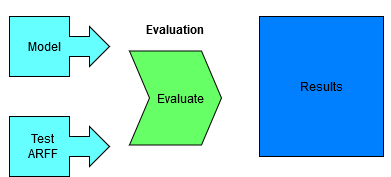 Model
Evaluation
Evaluate
Results
Test
ARFF